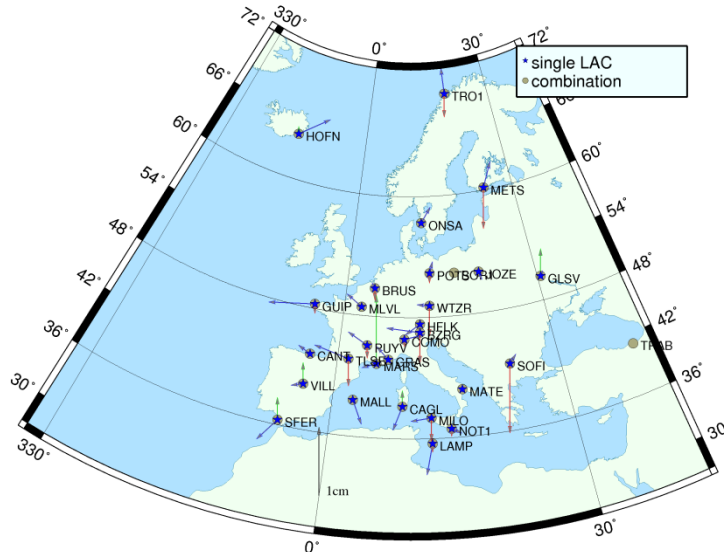 72˚
330˚
0˚
30˚
72˚
single LAC
combination
66˚
60˚
54˚
48˚
42˚
36˚
30˚
330˚
TRO1
HOFN
60˚
METS
54˚
ONSA
POTS
BOR1
JOZE
GLSV
48˚
BRUS
GUIP
MLVL
WTZR
HFLK
BZRG
COMO
42˚
TRAB
PUYV
CANT
TLSE
GRAS
MARS
SOFI
36˚
VILL
MATE
MALL
CAGL
SFER
MILO
NOT1
LAMP
30˚
1cm
30˚
0˚